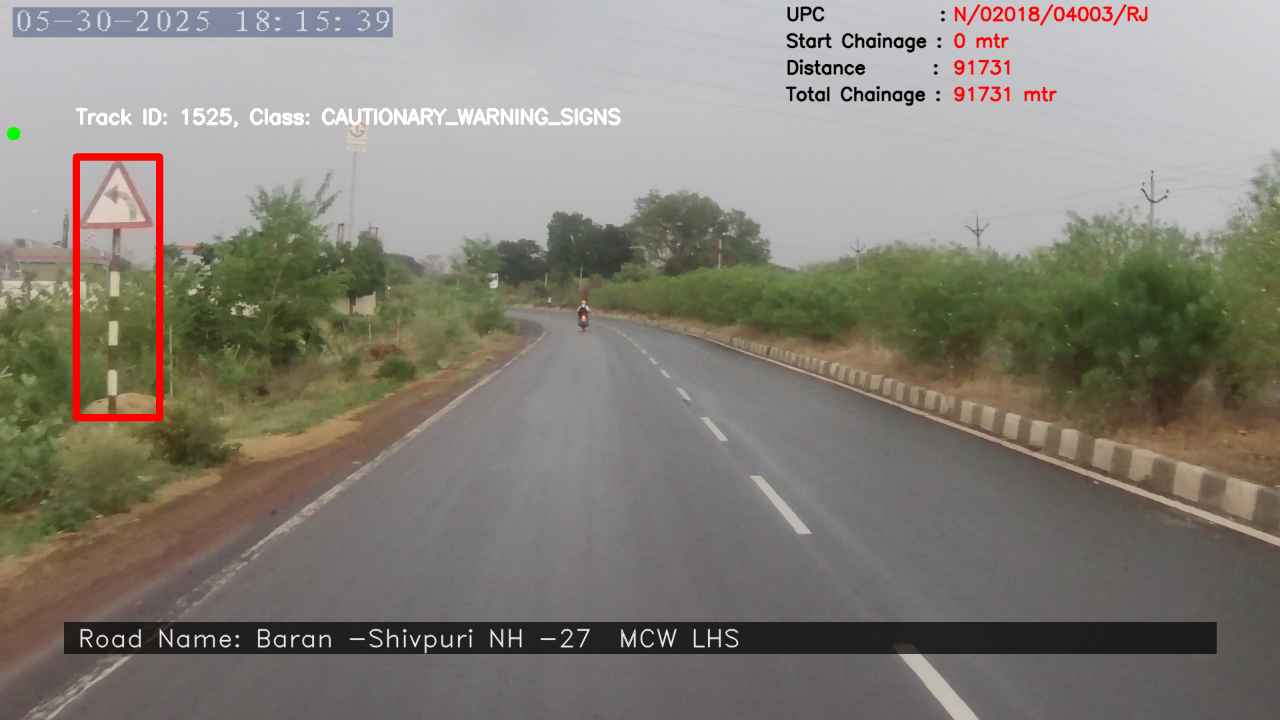 05-30-2025 18:15:39
UPC : N/02018/04003/RJ
Start Chainage : 0 mtr
Distance : 91731
Total Chainage : 91731 mtr
Track ID: 1525, Class: CAUTIONARY_WARNING_SIGNS
Road Name: Baran -Shivpuri NH -27 MCW LHS